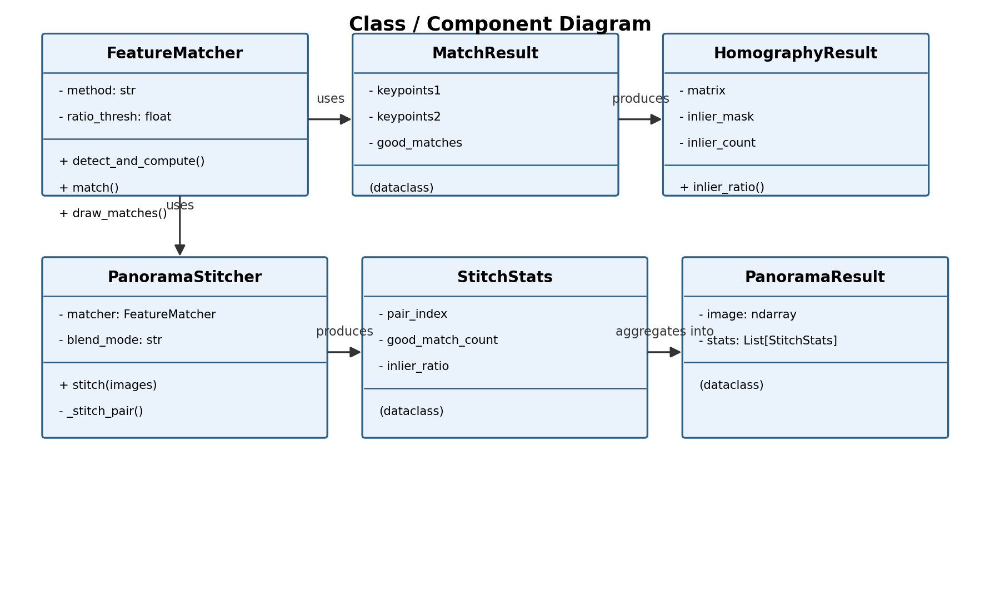 Class / Component Diagram
FeatureMatcher
- method: str
- ratio_thresh: float
+ detect_and_compute()
+ match()
+ draw_matches()
uses
MatchResult
- keypoints1
- keypoints2
- good_matches
(dataclass)
produces
HomographyResult
- matrix
- inlier_mask
- inlier_count
+ inlier_ratio()
uses
PanoramaStitcher
- matcher: FeatureMatcher
- blend_mode: str
+ stitch(images)
- _stitch_pair()
produces
StitchStats
- pair_index
- good_match_count
- inlier_ratio
(dataclass)
aggregates into
PanoramaResult
- image: ndarray
- stats: List[StitchStats]
(dataclass)